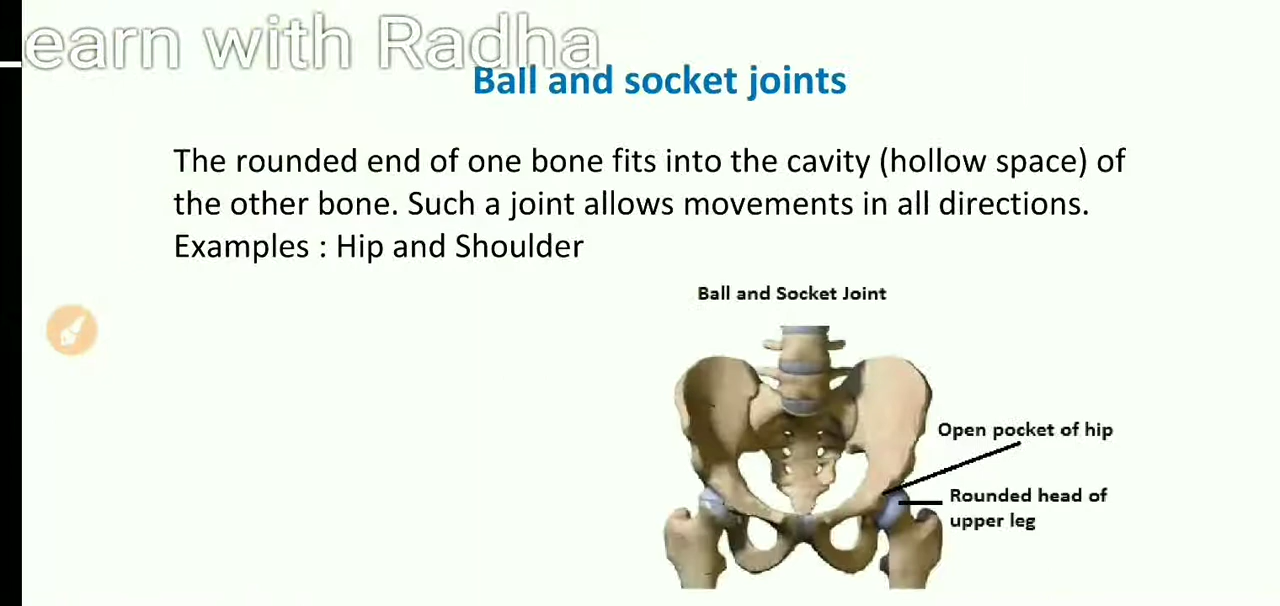 earn with Radha
Ball and socket joints
The rounded end of one bone fits into the cavity (hollow space) of
the other bone. Such a joint allows movements in all directions.
Examples : Hip and Shoulder
Ball and Socket Joint
Open pocket of hip
Rounded head of
upper leg